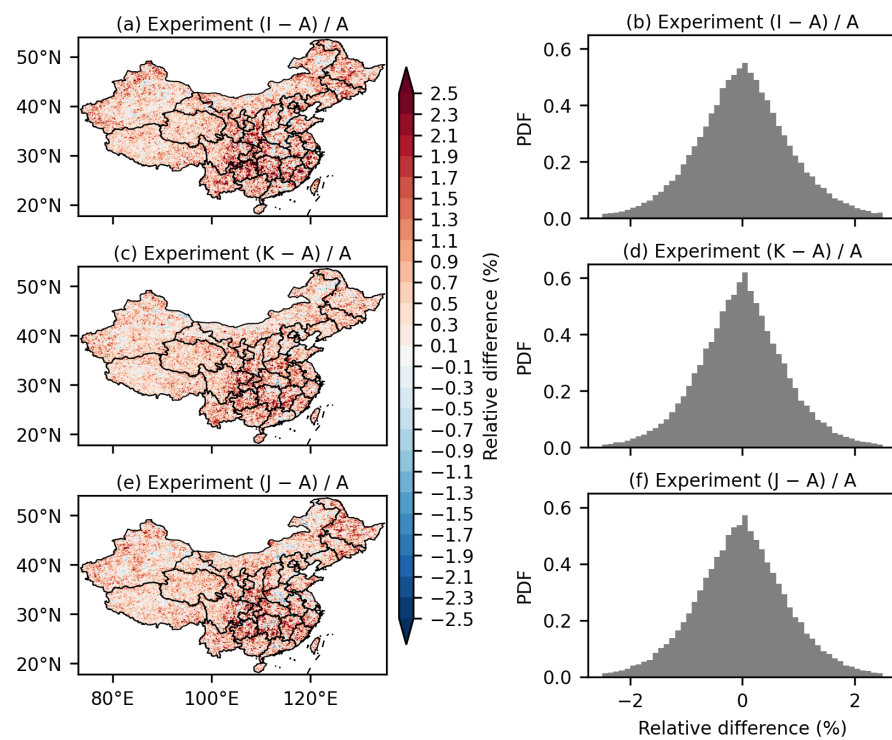 (a) Experiment (I − A) / A
50°N
40°N
30°N
20°N
(c) Experiment (K − A) / A
50°N
40°N
30°N
20°N
(e) Experiment (J − A) / A
50°N
40°N
30°N
20°N
80°E 100°E 120°E
2.5
2.3
2.1
1.9
1.7
1.5
1.3
1.1
0.9
0.7
0.5
0.3
0.1
−0.1
−0.3
−0.5
−0.7
−0.9
−1.1
−1.3
−1.5
−1.7
−1.9
−2.1
−2.3
−2.5
Relative difference (%)
(b) Experiment (I − A) / A
0.6
0.4
0.2
0.0
PDF
(d) Experiment (K − A) / A
0.6
0.4
0.2
0.0
PDF
(f) Experiment (J − A) / A
0.6
0.4
0.2
0.0
PDF
−2 0 2
Relative difference (%)